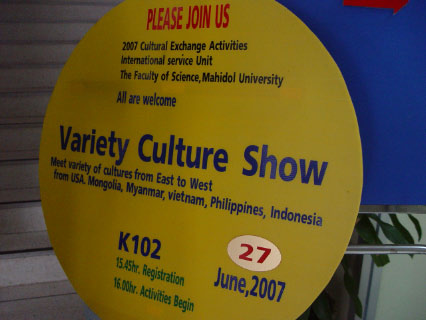 PLEASE JOIN US
2007 Cultural Exchange Activities
International service Unit
The Faculty of Science,Mahidol University
All are welcome
Variety Culture Show
Meet variety of cultures from East to West
from USA. Mongolia, Myanmar, vietnam, Philippines, Indonesia
K102
27
15.45hr. Registration
June,2007
16.00hr. Activities Begin